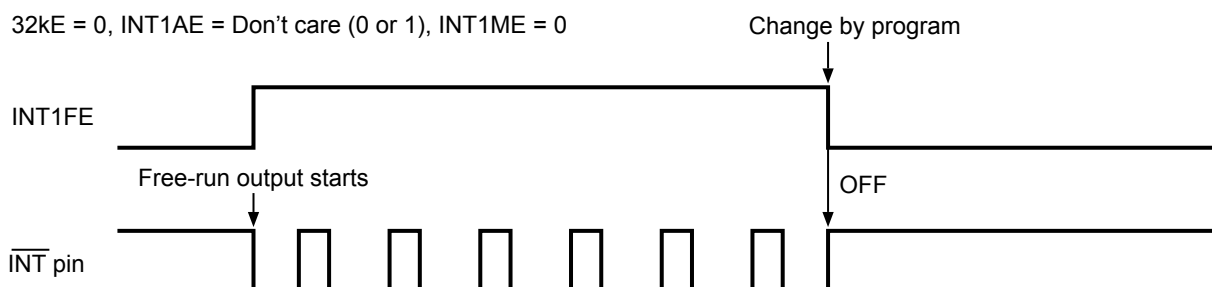 32kE = 0, INT1AE = Don’t care (0 or 1), INT1ME = 0
Change by program
INT1FE
Free-run output starts
OFF
INT pin